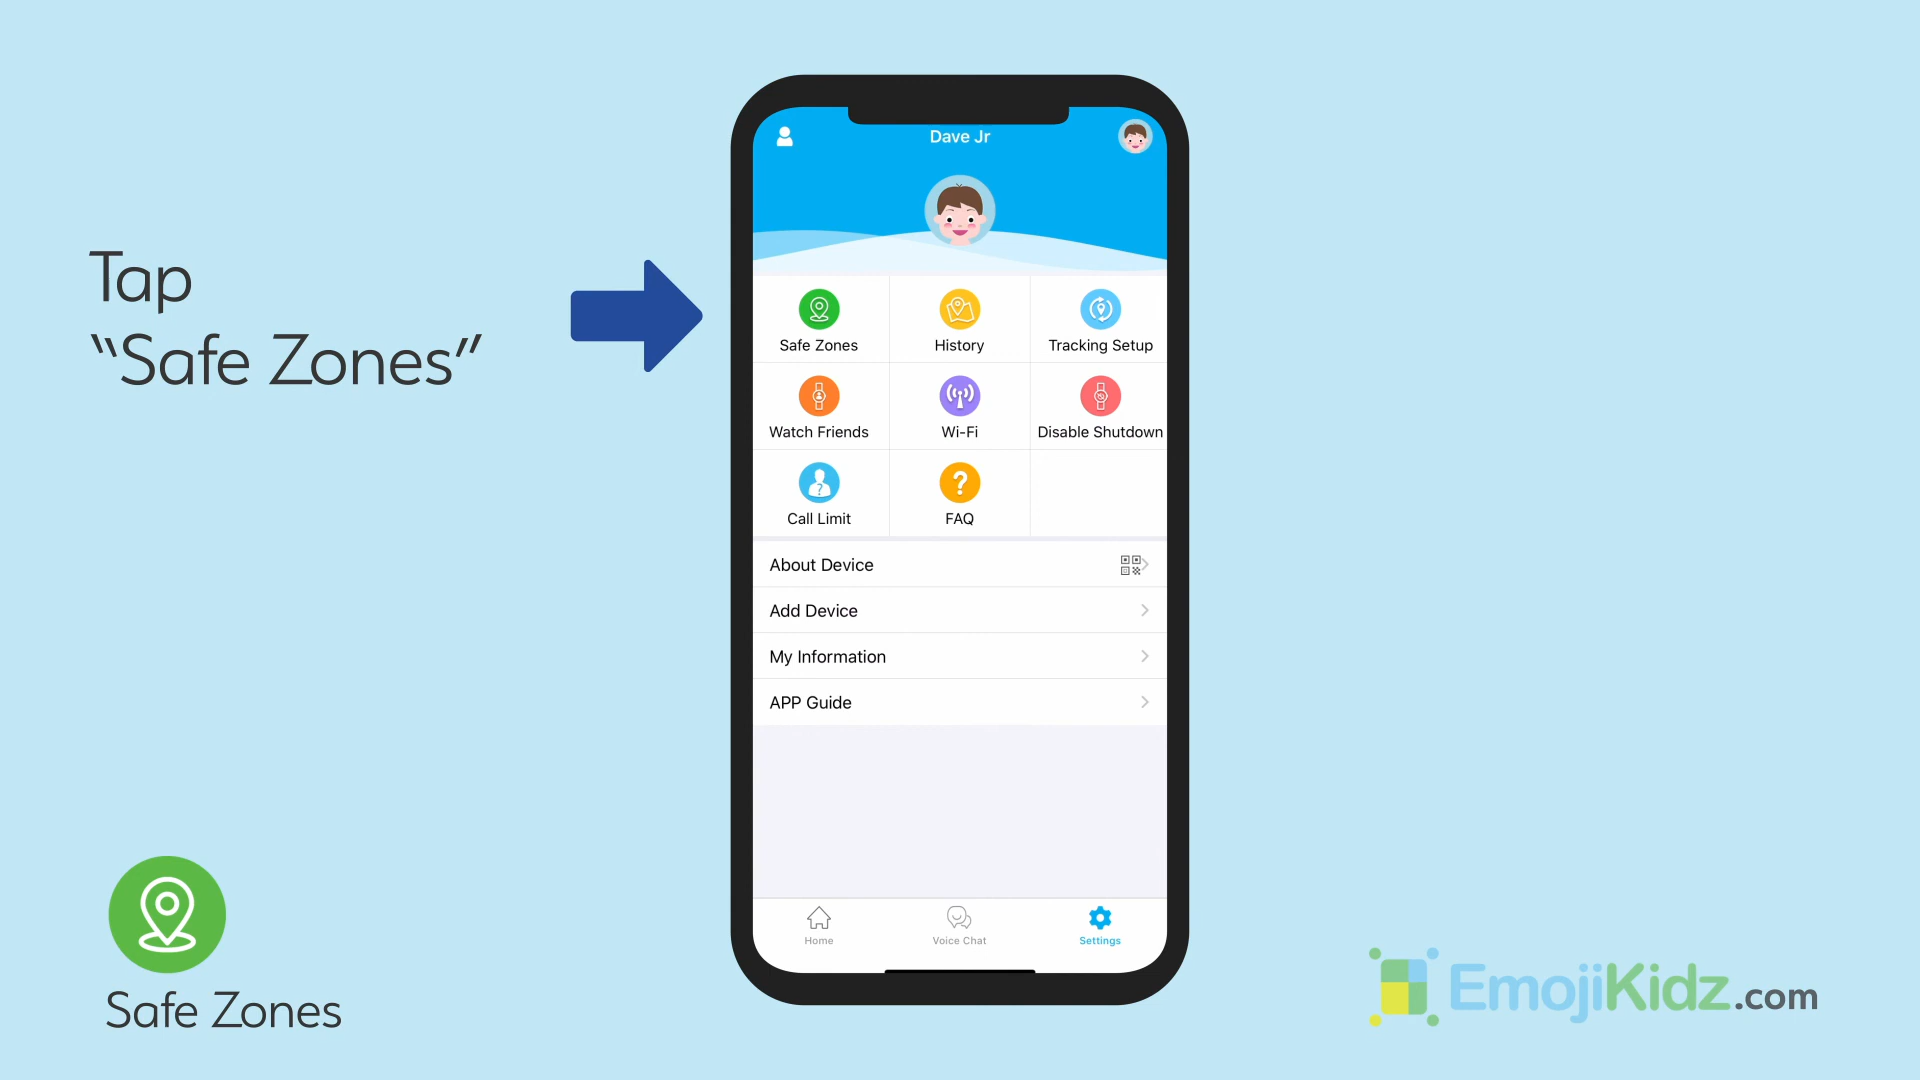 Tap
“Safe Zones”
Dave Jr
Safe Zones
History
Tracking Setup
Watch Friends
Wi-Fi
Disable Shutdown
Call Limit
FAQ
About Device
Add Device
My Information
APP Guide
Home
Voice Chat
Settings
Safe Zones
EmojiKidz.com